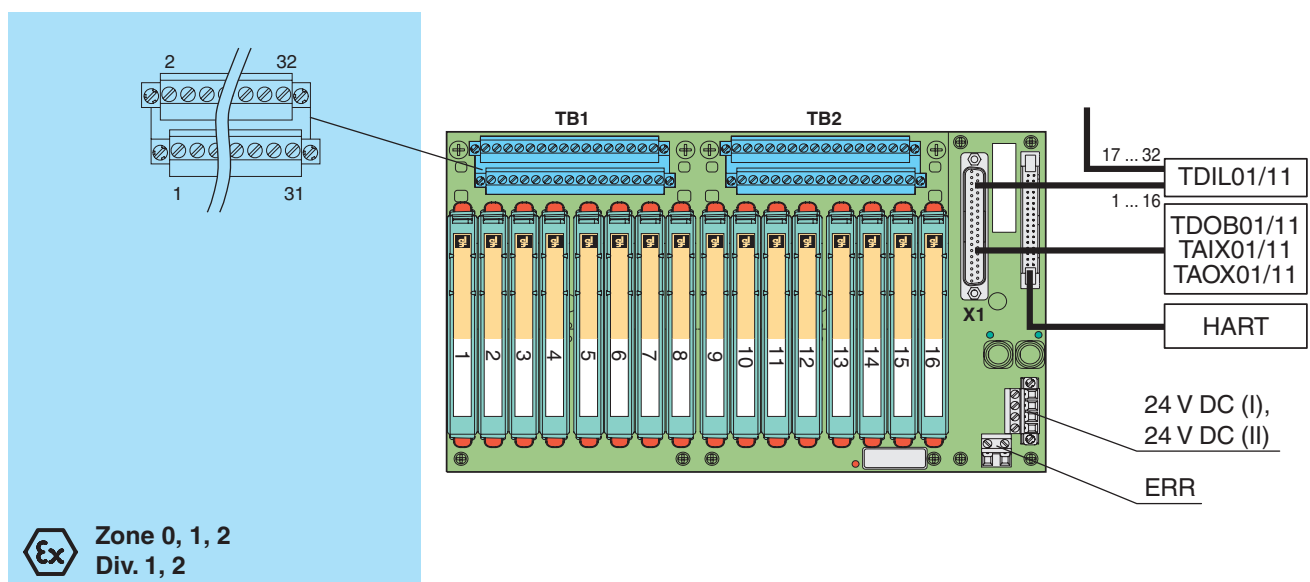 2 32
1 31
Zone 0, 1, 2
Div. 1, 2
TB1 TB2
1 2 3 4 5 6 7 8 9 10 11 12 13 14 15 16
X1
17 ... 32
1 ... 16
TDIL01/11
TDOB01/11
TAIX01/11
TAOX01/11
HART
24 V DC (I),
24 V DC (II)
ERR